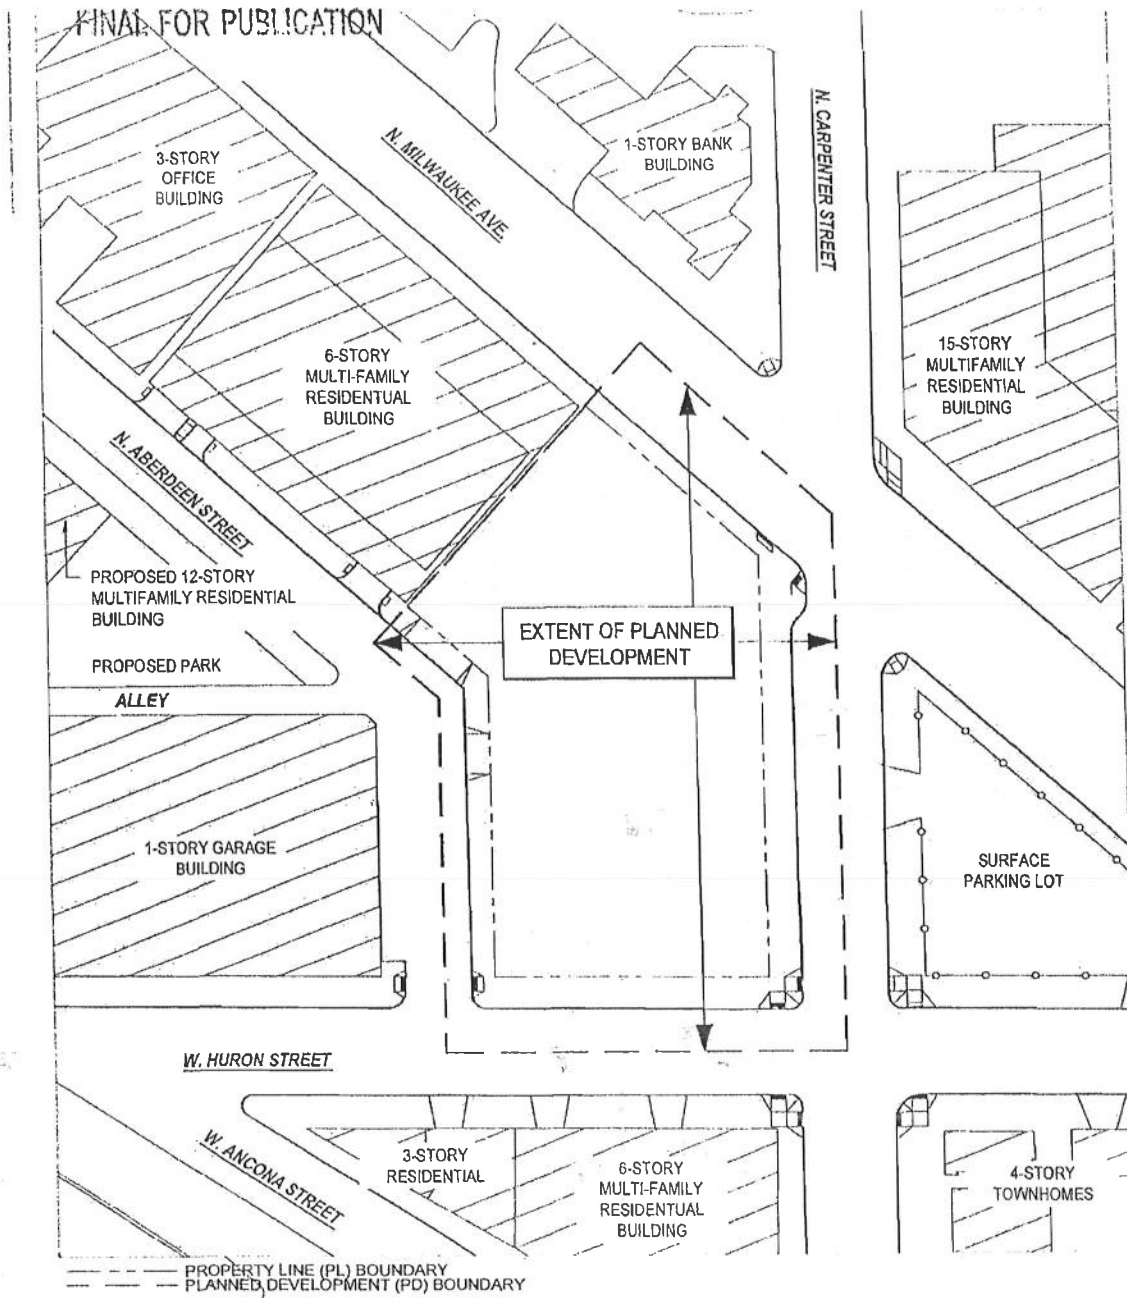 FINAL FOR PUBLICATION
N. MILWAUKEE AVE.
N. CARPENTER STREET
1-STORY BANK
BUILDING
3-STORY
OFFICE
BUILDING
6-STORY
MULTI-FAMILY
RESIDENTUAL
BUILDING
15-STORY
MULTIFAMILY
RESIDENTIAL
BUILDING
N. ABERDEEN STREET
PROPOSED 12-STORY
MULTIFAMILY RESIDENTIAL
BUILDING
PROPOSED PARK
ALLEY
EXTENT OF PLANNED
DEVELOPMENT
1-STORY GARAGE
BUILDING
SURFACE
PARKING LOT
W. HURON STREET
W. ANCONA STREET
3-STORY
RESIDENTIAL
6-STORY
MULTI-FAMILY
RESIDENTUAL
BUILDING
4-STORY
TOWNHOMES
PROPERTY LINE (PL) BOUNDARY
PLANNED DEVELOPMENT (PD) BOUNDARY